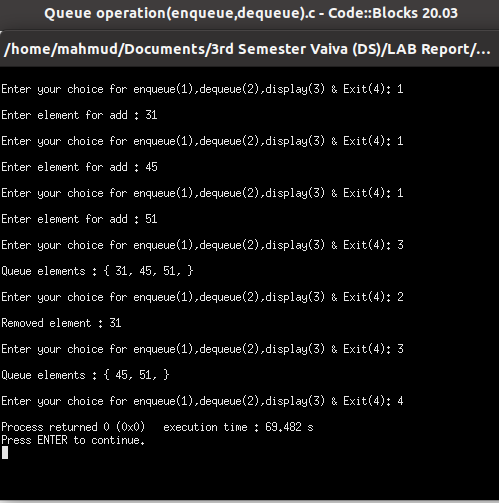 Queue operation(enqueue,dequeue).c - Code::Blocks 20.03
/home/mahmud/Documents/3rd Semester Vaiva (DS)/LAB Report/...
Enter your choice for enqueue(1),dequeue(2),display(3) & Exit(4): 1
Enter element for add : 31
Enter your choice for enqueue(1),dequeue(2),display(3) & Exit(4): 1
Enter element for add : 45
Enter your choice for enqueue(1),dequeue(2),display(3) & Exit(4): 1
Enter element for add : 51
Enter your choice for enqueue(1),dequeue(2),display(3) & Exit(4): 3
Queue elements : { 31, 45, 51, }
Enter your choice for enqueue(1),dequeue(2),display(3) & Exit(4): 2
Removed element : 31
Enter your choice for enqueue(1),dequeue(2),display(3) & Exit(4): 3
Queue elements : { 45, 51, }
Enter your choice for enqueue(1),dequeue(2),display(3) & Exit(4): 4
Process returned 0 (0x0)   execution time : 69.482 s
Press ENTER to continue.